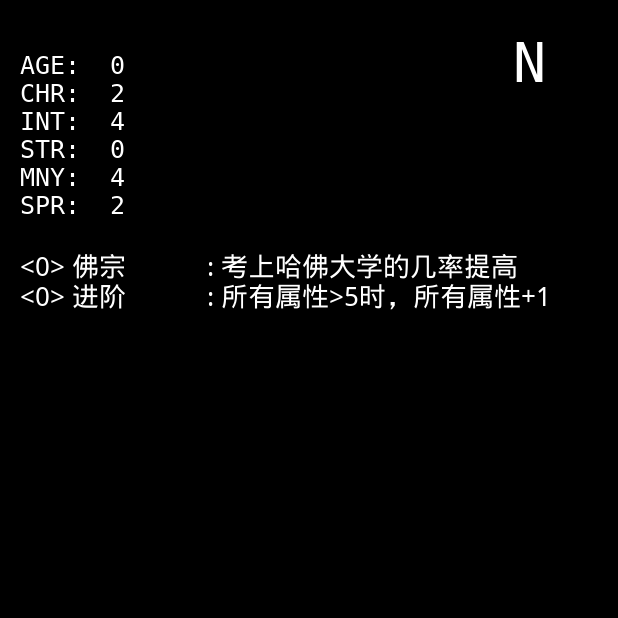 N
AGE: 0
CHR: 2
INT: 4
STR: 0
MNY: 4
SPR: 2
<O> 佛宗 : 考上哈佛大学的几率提高
<O> 进阶 : 所有属性>5时，所有属性+1